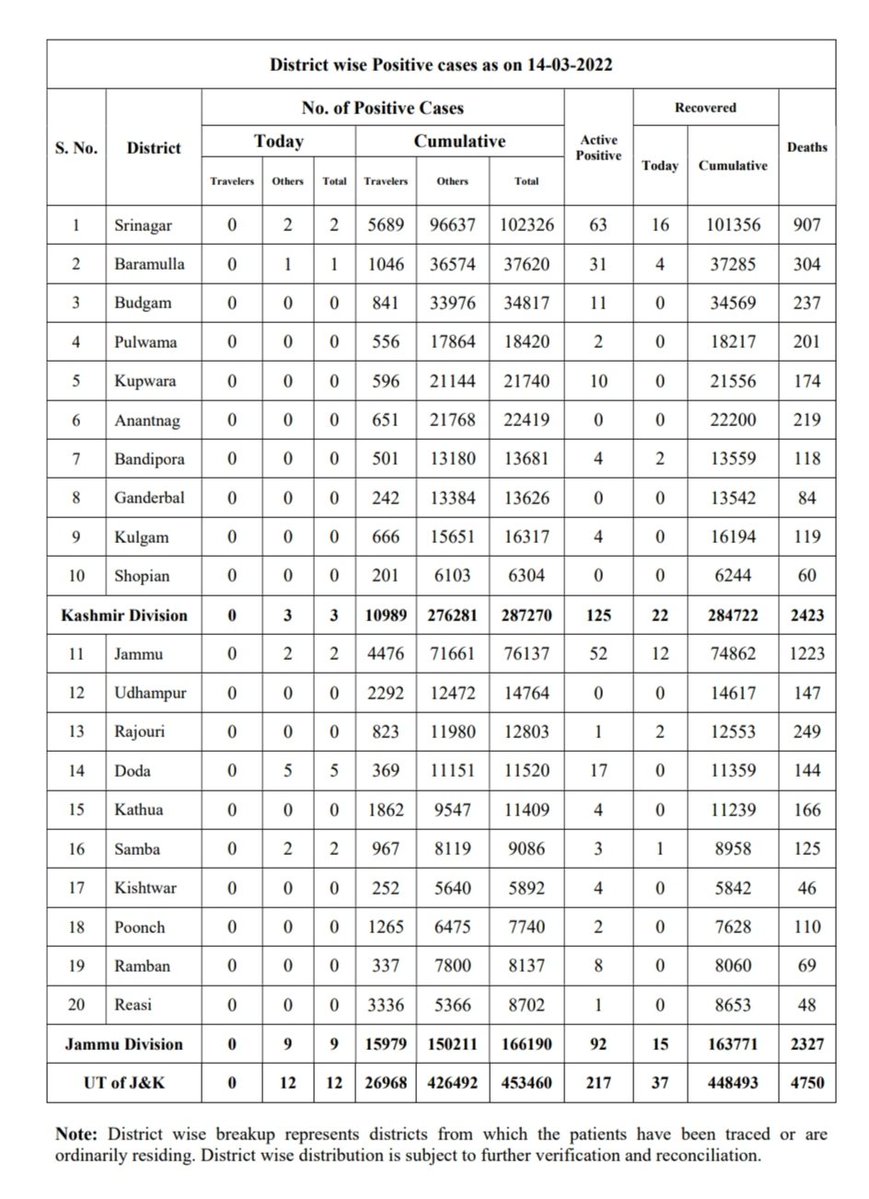 District wise Positive cases as on 14-03-2022
S. No. District No. of Positive Cases Active Positive Recovered Deaths
Today Cumulative Today Cumulative
Travelers Others Total Travelers Others Total
1 Srinagar 0 2 2 5689 96637 102326 63 16 101356 907
2 Baramulla 0 1 1 1046 36574 37620 31 4 37285 304
3 Budgam 0 0 0 841 33976 34817 11 0 34569 237
4 Pulwama 0 0 0 556 17864 18420 2 0 18217 201
5 Kupwara 0 0 0 596 21144 21740 10 0 21556 174
6 Anantnag 0 0 0 651 21768 22419 0 0 22200 219
7 Bandipora 0 0 0 501 13180 13681 4 2 13559 118
8 Ganderbal 0 0 0 242 13384 13626 0 0 13542 84
9 Kulgam 0 0 0 666 15651 16317 4 0 16194 119
10 Shopian 0 0 0 201 6103 6304 0 0 6244 60
Kashmir Division 0 3 3 10989 276281 287270 125 22 284722 2423
11 Jammu 0 2 2 4476 71661 76137 52 12 74862 1223
12 Udhampur 0 0 0 2292 12472 14764 0 0 14617 147
13 Rajouri 0 0 0 823 11980 12803 1 2 12553 249
14 Doda 0 5 5 369 11151 11520 17 0 11359 144
15 Kathua 0 0 0 1862 9547 11409 4 0 11239 166
16 Samba 0 2 2 967 8119 9086 3 1 8958 125
17 Kishtwar 0 0 0 252 5640 5892 4 0 5842 46
18 Poonch 0 0 0 1265 6475 7740 2 0 7628 110
19 Ramban 0 0 0 337 7800 8137 8 0 8060 69
20 Reasi 0 0 0 3336 5366 8702 1 0 8653 48
Jammu Division 0 9 9 15979 150211 166190 92 15 163771 2327
UT of J&K 0 12 12 26968 426492 453460 217 37 448493 4750
Note: District wise breakup represents districts from which the patients have been traced or are
ordinarily residing. District wise distribution is subject to further verification and reconciliation.